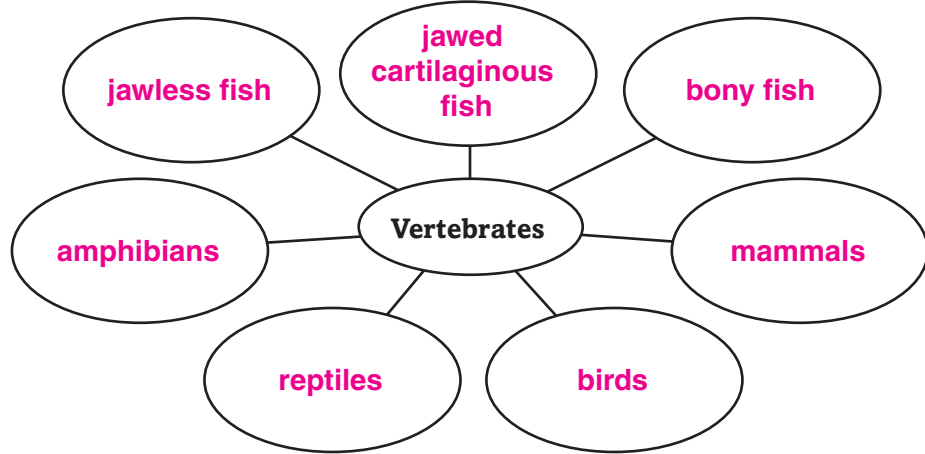 jawed
cartilaginous
fish
jawless fish
bony fish
Vertebrates
amphibians
mammals
reptiles
birds